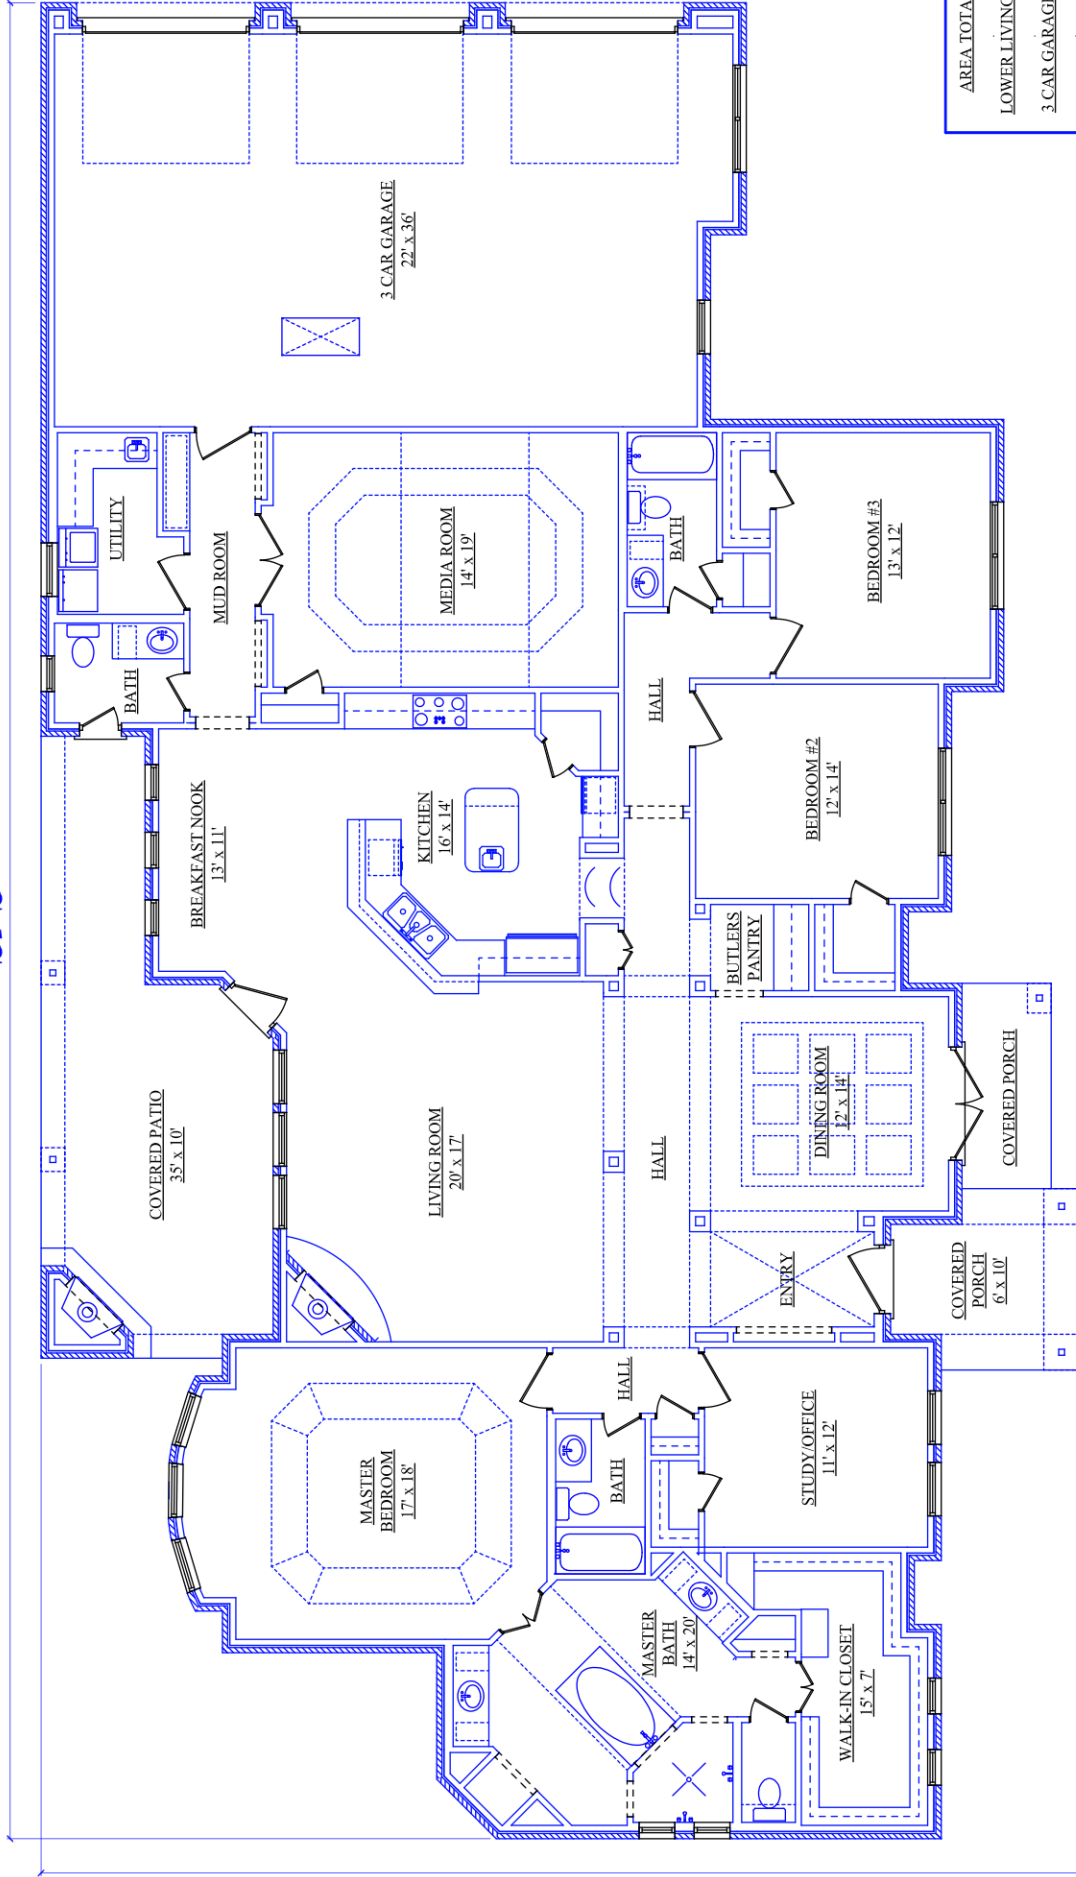 AREA TOTA
LOWER LIVING
3 CAR GARAGE
3 CAR GARAGE
22' x 36'
UTILITY
MUD ROOM
BATH
MEDIA ROOM
14' x 19'
BATH
BEDROOM #3
13' x 12'
HALL
BEDROOM #2
12' x 14'
BREAKFAST NOOK
13' x 11'
KITCHEN
16' x 14'
BUTLERS
PANTRY
COVERED PATIO
35' x 10'
LIVING ROOM
20' x 17'
HALL
DINING ROOM
12' x 14'
COVERED PORCH
ENTRY
COVERED
PORCH
6' x 10'
MASTER
BEDROOM
17' x 18'
HALL
BATH
STUDY/OFFICE
11' x 12'
MASTER
BATH
14' x 20'
WALK-IN CLOSET
15' x 7'